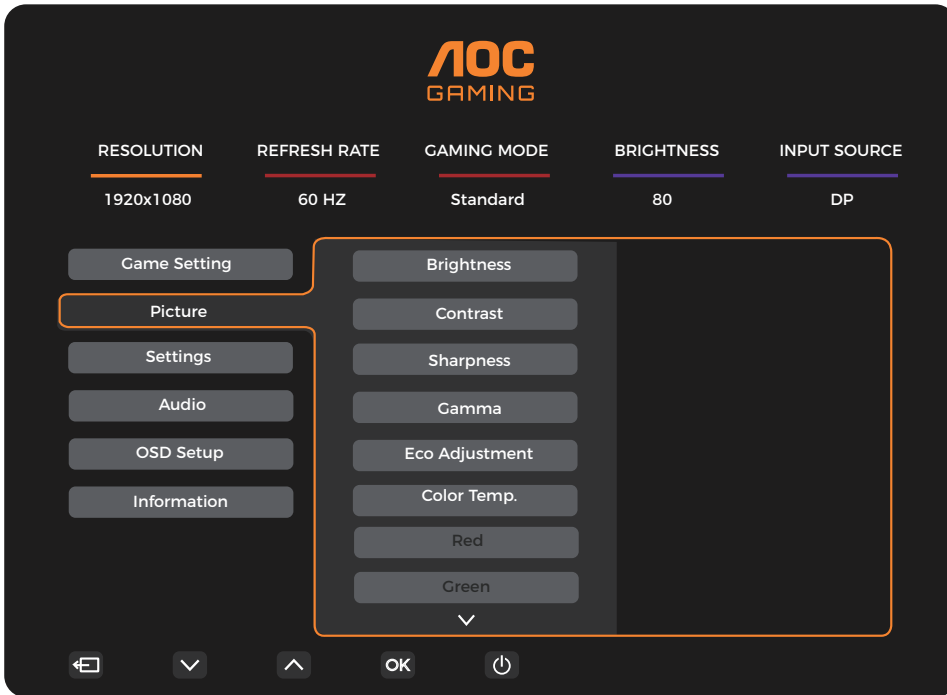 AOC
GAMING
RESOLUTION REFRESH RATE GAMING MODE BRIGHTNESS INPUT SOURCE
1920x1080 60 HZ Standard 80 DP
Game Setting
Picture
Settings
Audio
OSD Setup
Information
Brightness
Contrast
Sharpness
Gamma
Eco Adjustment
Color Temp.
Red
Green
OK